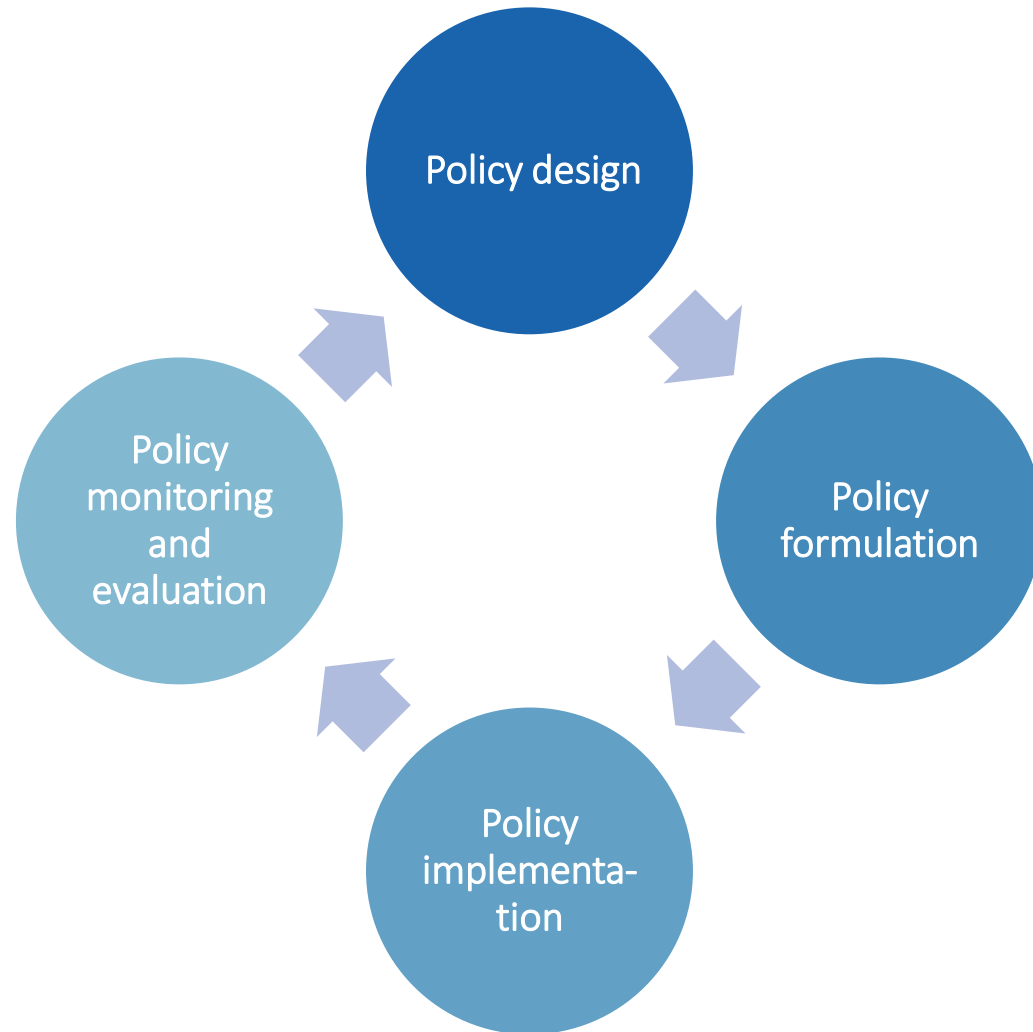 Policy design
Policy
formulation
Policy
implementa-
tion
Policy
monitoring
and
evaluation